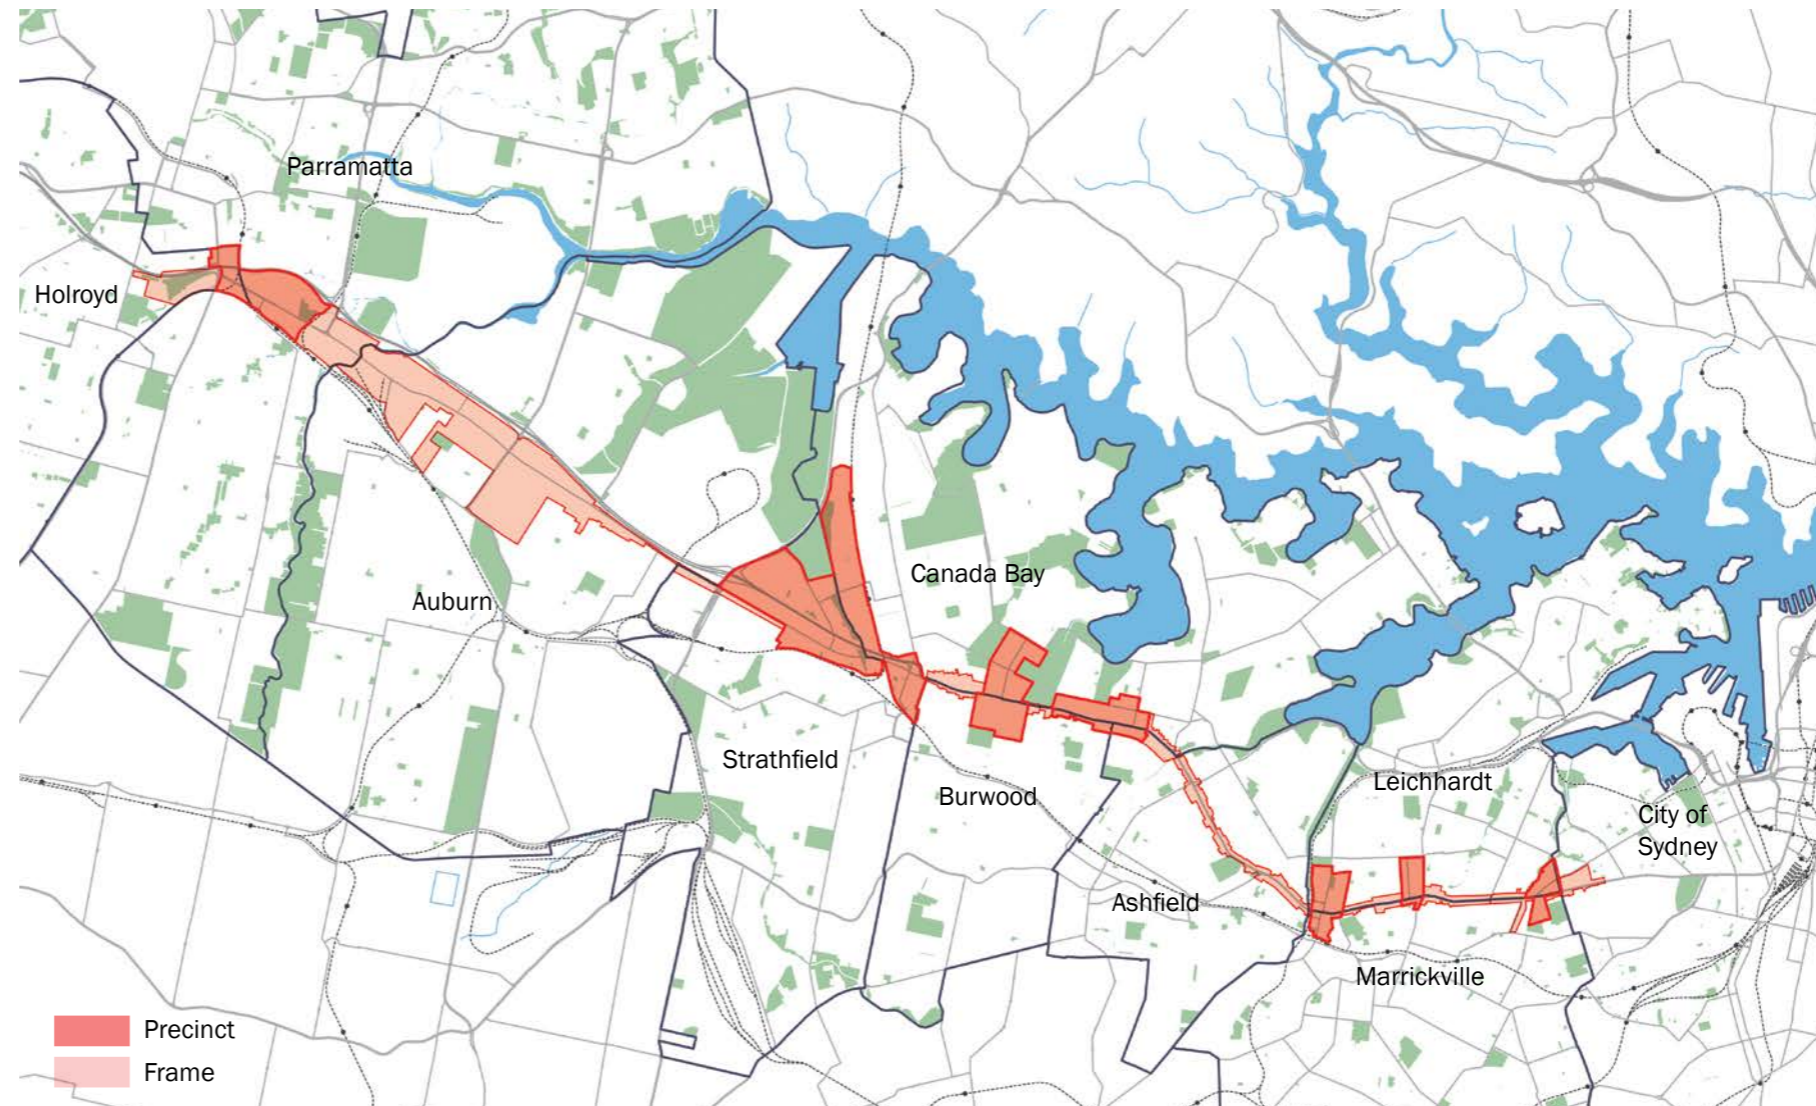 Parramatta
Holroyd
Canada Bay
Auburn
Strathfield
Burwood
Leichhardt
City of
Sydney
Ashfield
Marrickville
Precinct
Frame